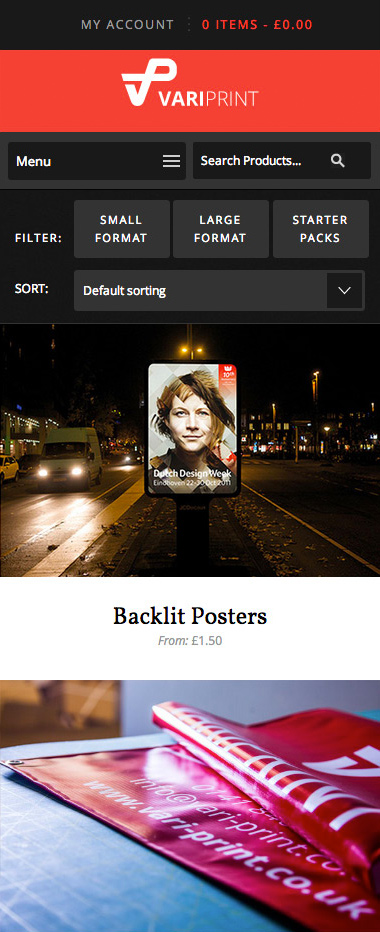 MY ACCOUNT
0 ITEMS - £0.00
VARIPRINT
Menu
Search Products...
FILTER:
SMALL
FORMAT
LARGE
FORMAT
STARTER
PACKS
SORT:
Default sorting
10th
Dutch Design Week
Eindhoven 22-30 Oct 2011
Backlit Posters
From: £1.50
info@vari-print.co.
www.vari-print.co.uk